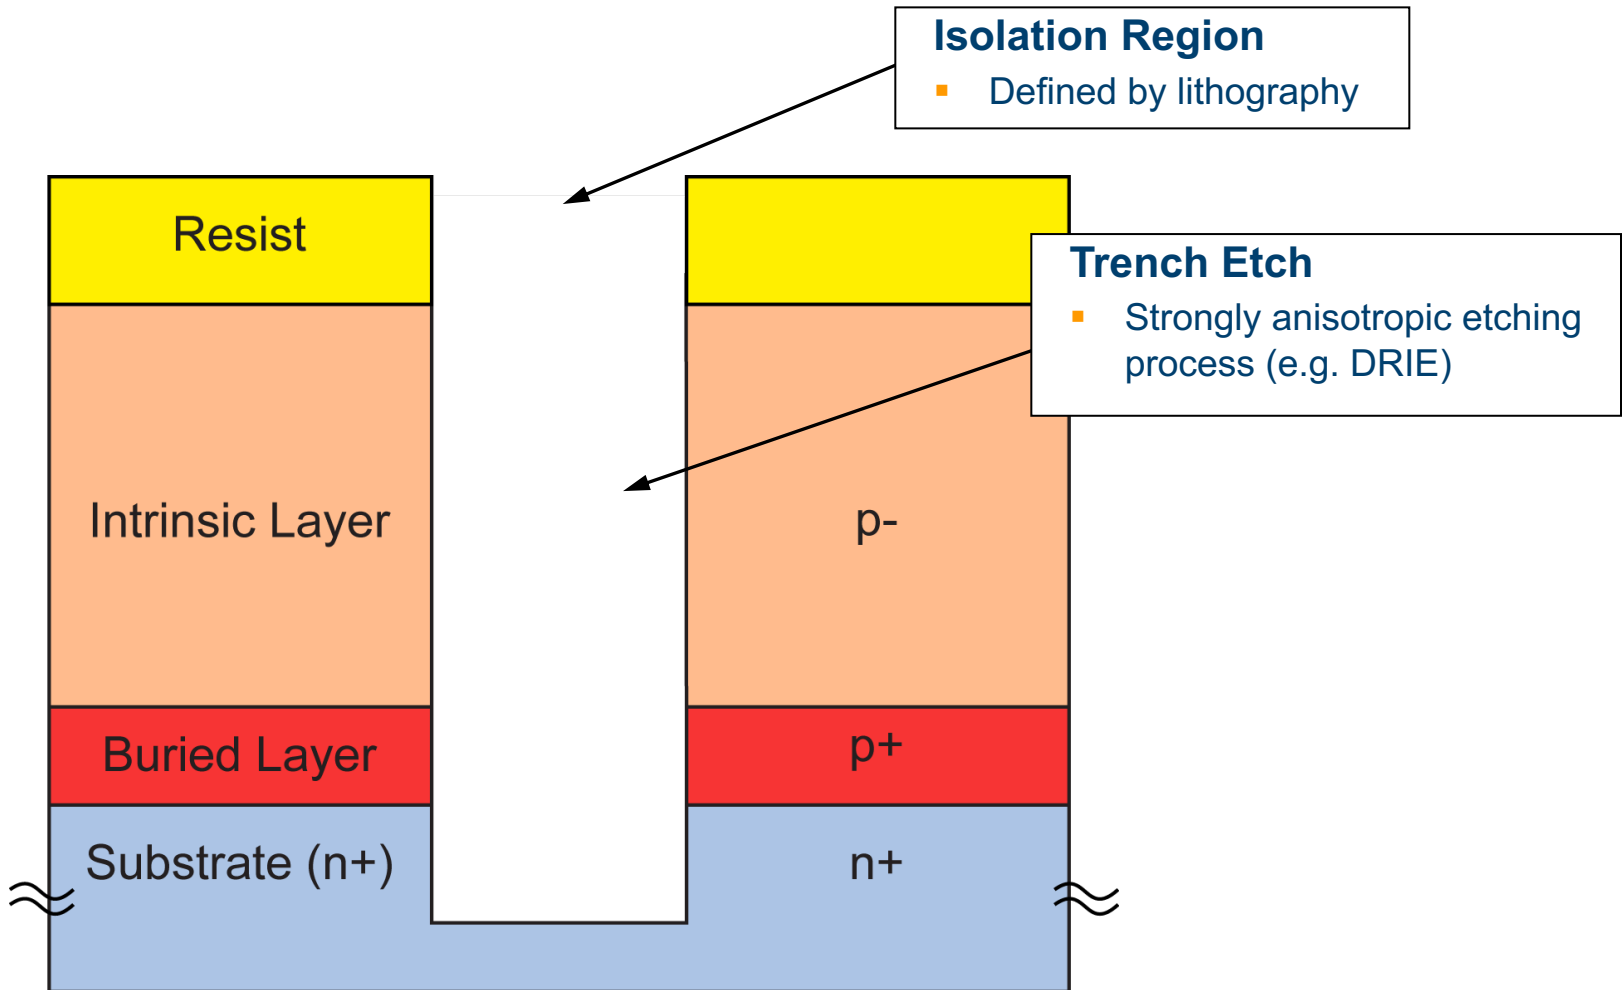 Isolation Region
▪ Defined by lithography
Resist
Trench Etch
▪ Strongly anisotropic etching
process (e.g. DRIE)
Intrinsic Layer
p-
Buried Layer
p+
Substrate (n+)
n+